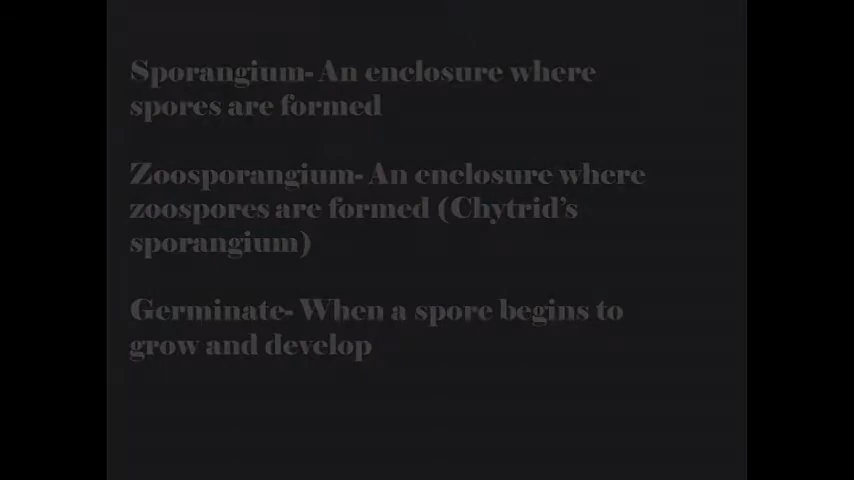 Sporangium- An enclosure where
spores are formed
Zoosporangium- An enclosure where
zoospores are formed (Chytrid’s
sporangium)
Germinate- When a spore begins to
grow and develop